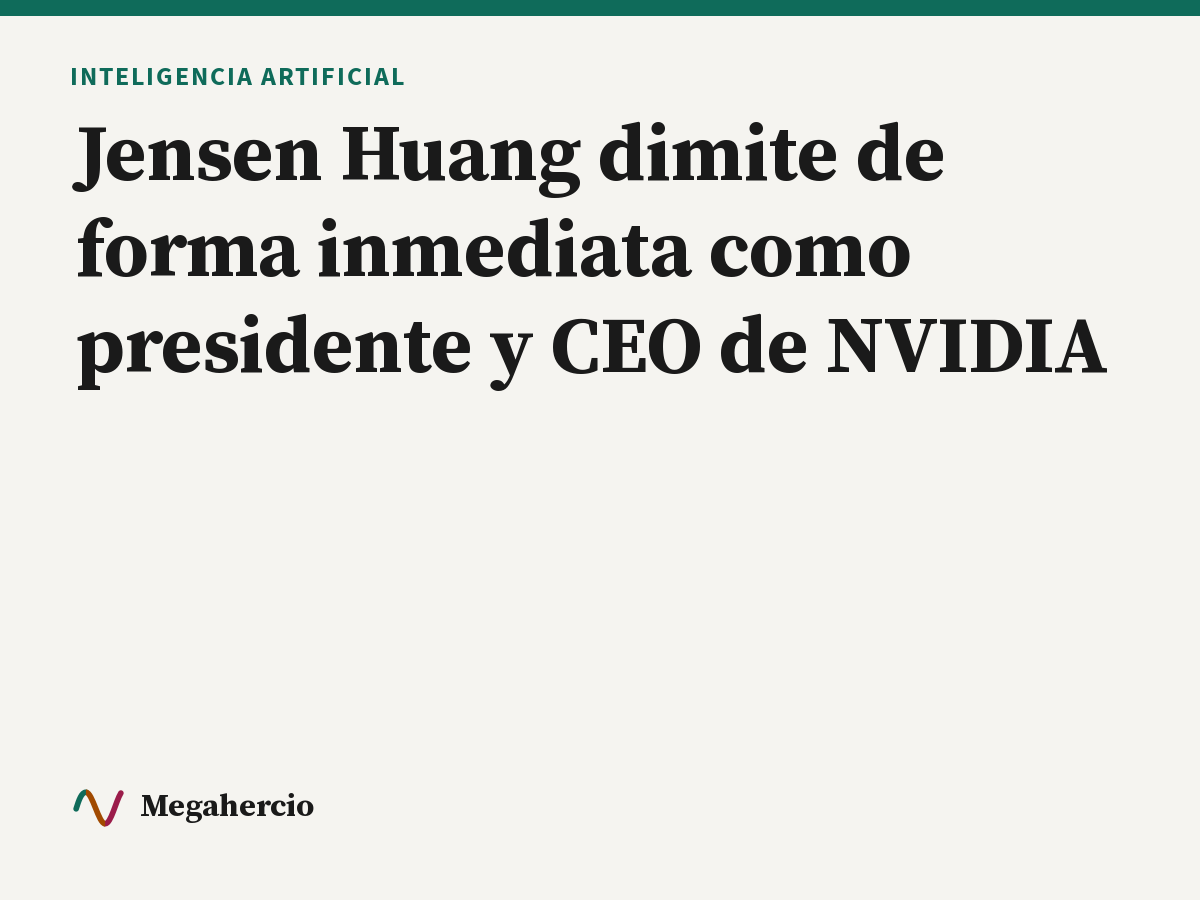 INTELIGENCIA ARTIFICIAL
Jensen Huang dimite de
forma inmediata como
presidente y CEO de NVIDIA
Megahercio